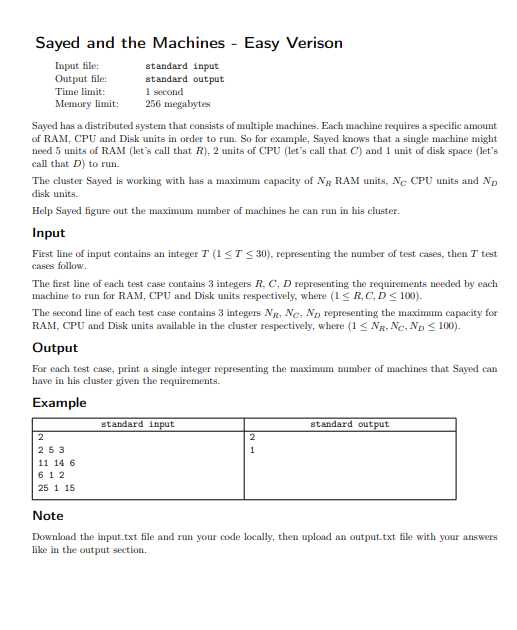 Sayed and the Machines - Easy Verison
Input file: standard input
Output file: standard output
Time limit: 1 second
Memory limit: 256 megabytes
Sayed has a distributed system that consists of multiple machines. Each machine requires a specific amount
of RAM, CPU and Disk units in order to run. So for example, Sayed knows that a single machine might
need 5 units of RAM (let's call that R), 2 units of CPU (let's call that C) and 1 unit of disk space (let's
call that D) to run.
The cluster Sayed is working with has a maximum capacity of N_R RAM units, N_C CPU units and N_D
disk units.
Help Sayed figure out the maximum number of machines he can run in his cluster.
Input
First line of input contains an integer T (1 ≤ T ≤ 30), representing the number of test cases, then T test
cases follow.
The first line of each test case contains 3 integers R, C, D representing the requirements needed by each
machine to run for RAM, CPU and Disk units respectively, where (1 ≤ R, C, D ≤ 100).
The second line of each test case contains 3 integers N_R, N_C, N_D representing the maximum capacity for
RAM, CPU and Disk units available in the cluster respectively, where (1 ≤ N_R, N_C, N_D ≤ 100).
Output
For each test case, print a single integer representing the maximum number of machines that Sayed can
have in his cluster given the requirements.
Example
standard input standard output
2 2
2 5 3 1
11 14 6
6 1 2
25 1 15
Note
Download the input.txt file and run your code locally, then upload an output.txt file with your answers
like in the output section.